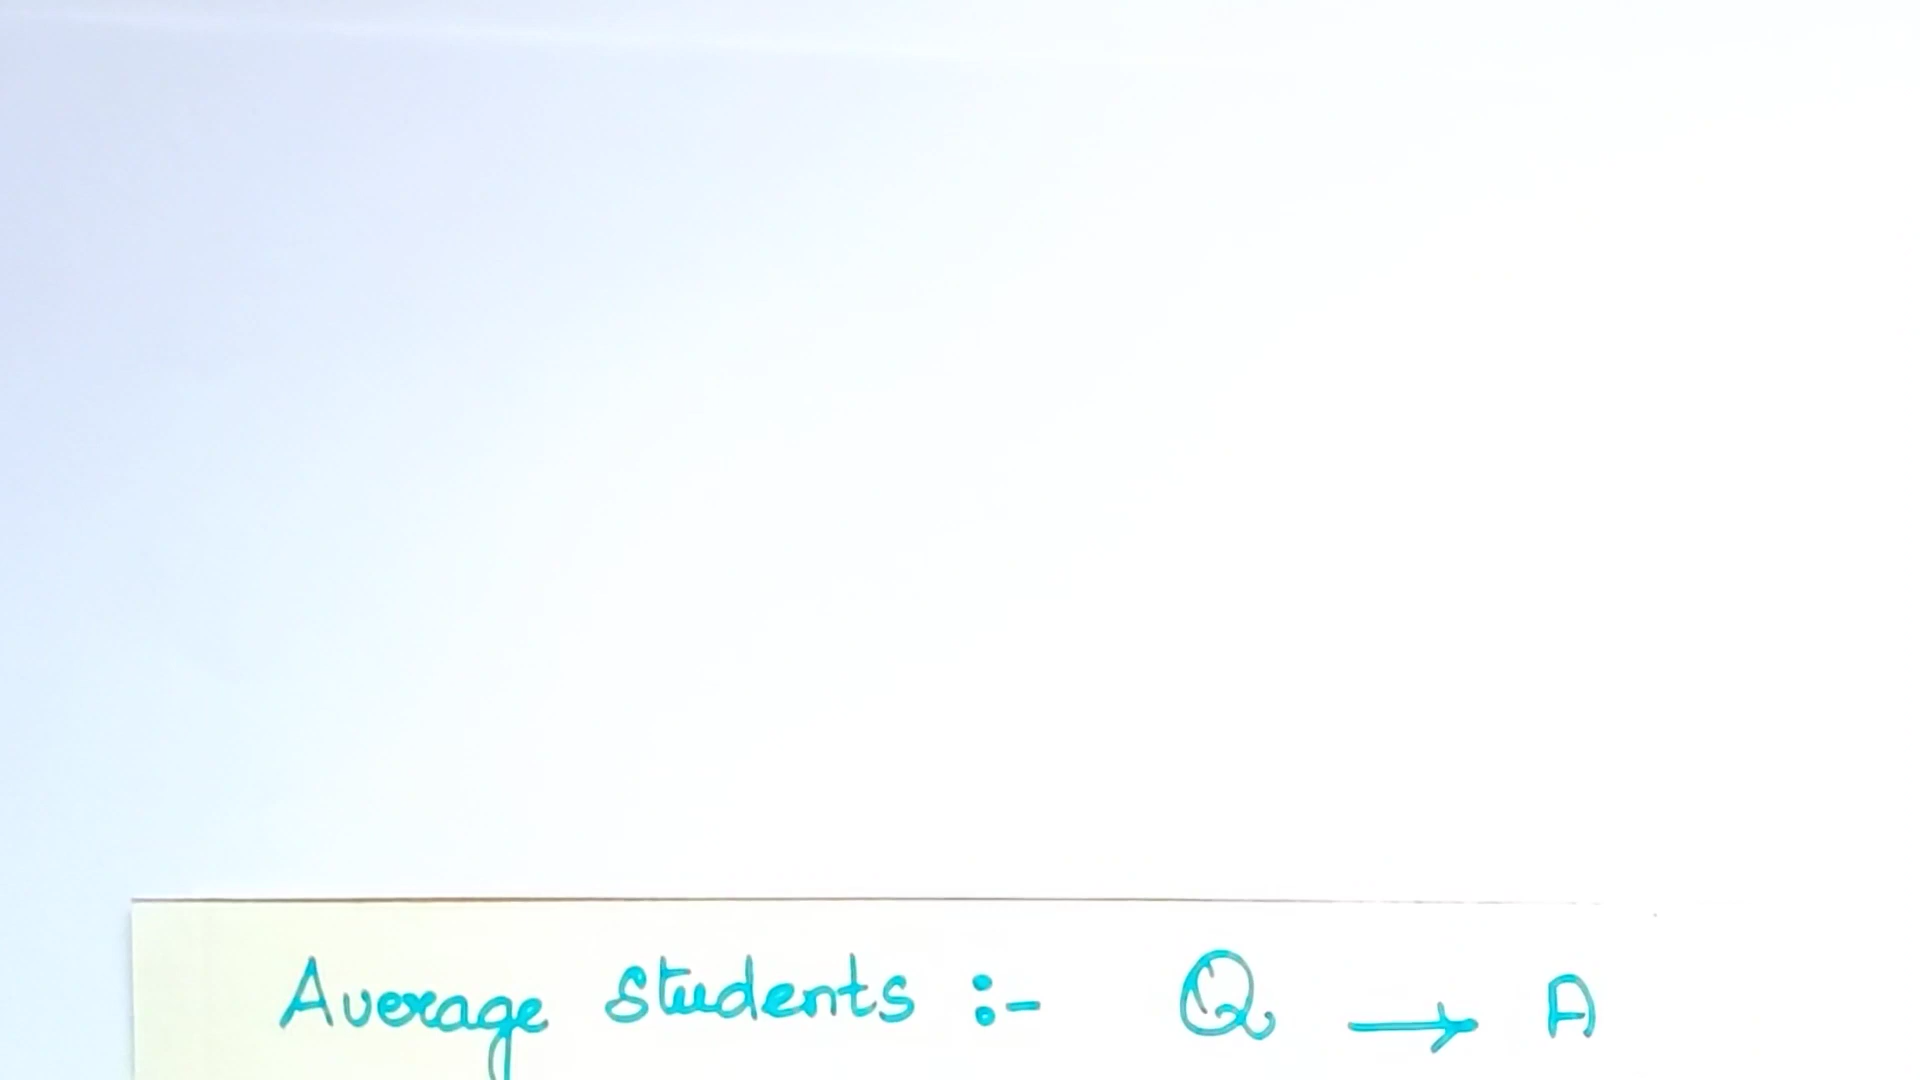 Average students :- Q → A